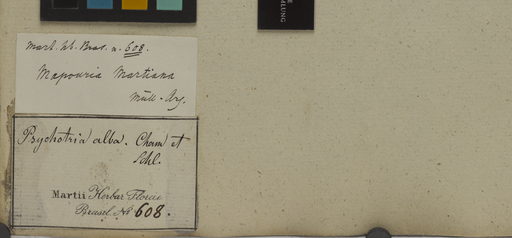 Mart. hb. Bras. n. 608.
Mapouria Martiana
Müll. Arg.
Psychotria alba. Cham et
Schl.
Martii Herbar. Florae
Brasil. No 608.
MLUNG